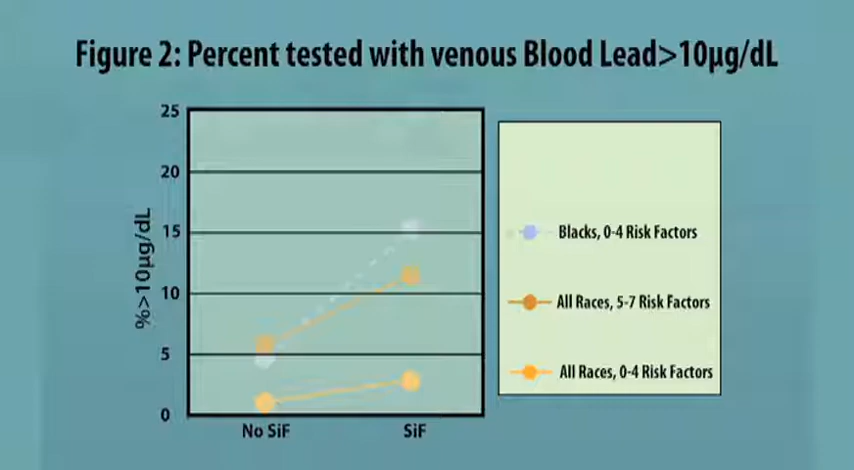 Figure 2: Percent tested with venous Blood Lead>10µg/dL
25
20
15
10
5
0
%>10µg/dL
No SiF
SiF
Blacks, 0-4 Risk Factors
All Races, 5-7 Risk Factors
All Races, 0-4 Risk Factors